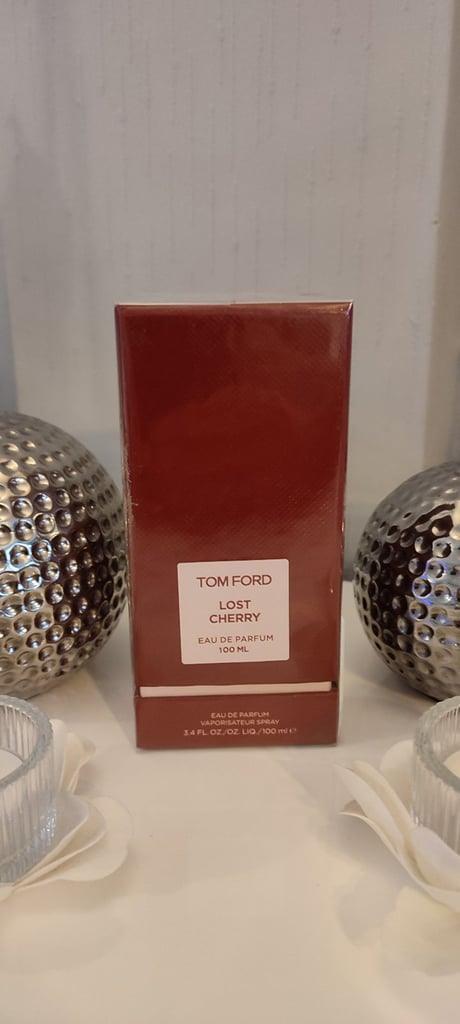 TOM FORD
LOST
CHERRY
EAU DE PARFUM
100 ML
EAU DE PARFUM
VAPORISATEUR SPRAY
3.4 FL. OZ./OZ. LIQ./100 ml ℮